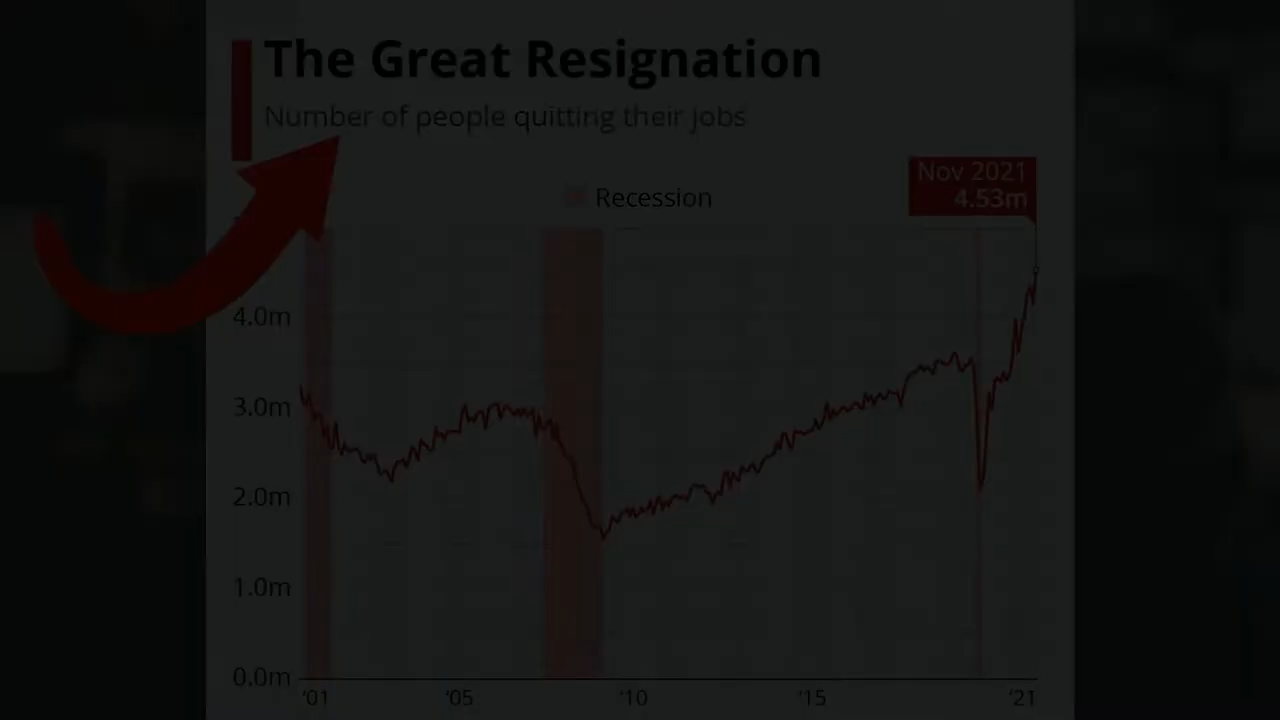 The Great Resignation
Number of people quitting their jobs
Nov 2021
4.53m
Recession
4.0m
3.0m
2.0m
1.0m
0.0m
'01 '05 '10 '15 '21